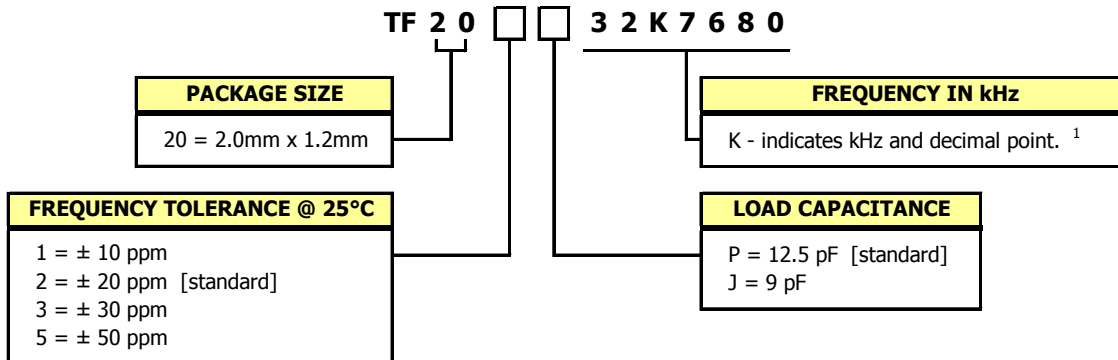 TF 2 0 3 2 K 7 6 8 0
PACKAGE SIZE
20 = 2.0mm x 1.2mm
FREQUENCY IN kHz
K - indicates kHz and decimal point. 1
FREQUENCY TOLERANCE @ 25°C
1 = ± 10 ppm
2 = ± 20 ppm [standard]
3 = ± 30 ppm
5 = ± 50 ppm
LOAD CAPACITANCE
P = 12.5 pF [standard]
J = 9 pF